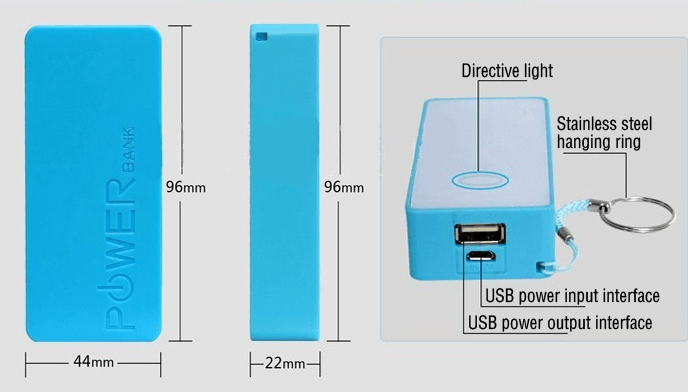 POWER BANK
96mm
44mm
96mm
22mm
Directive light
Stainless steel
hanging ring
USB power input interface
USB power output interface